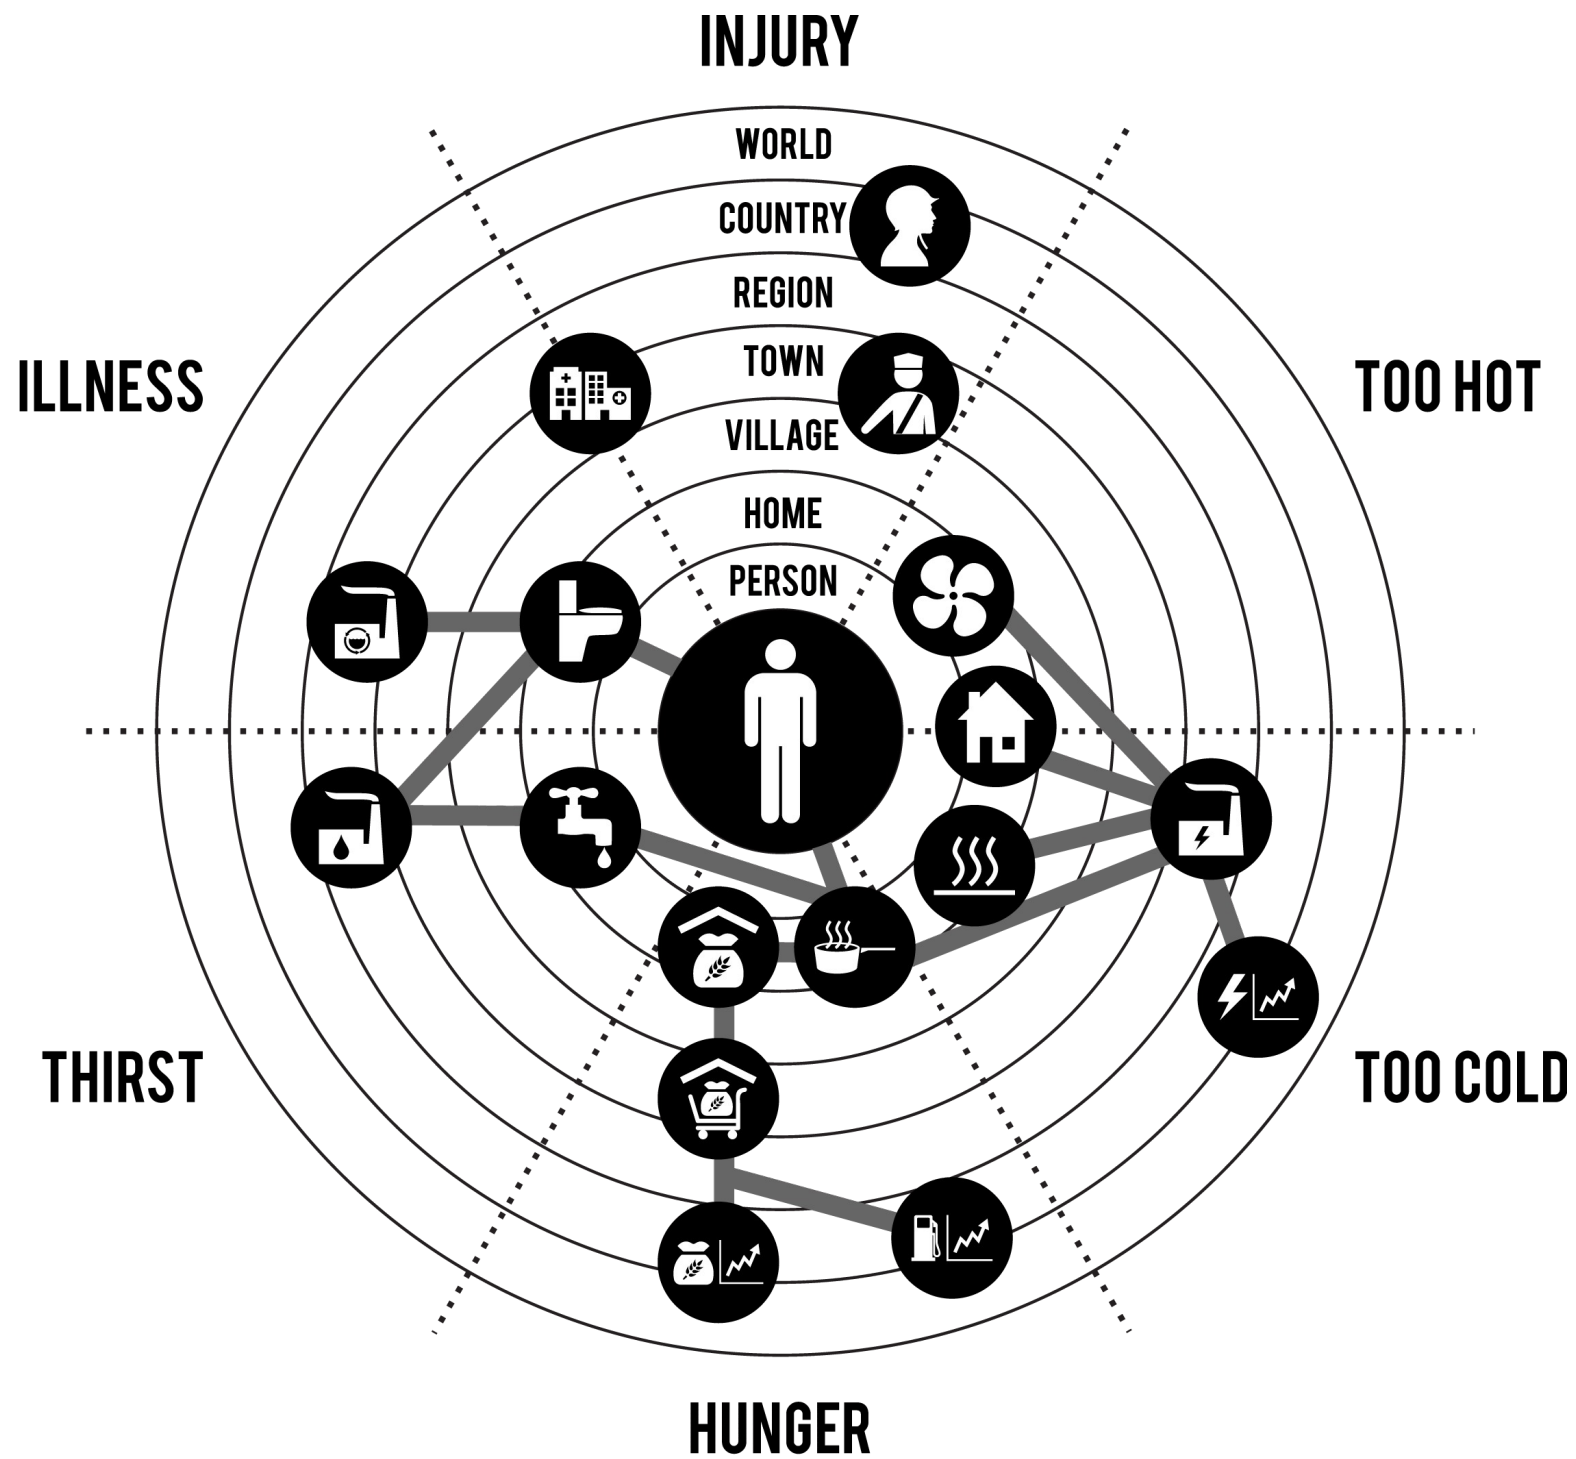 INJURY
WORLD
COUNTRY
REGION
ILLNESS
TOWN
TOO HOT
VILLAGE
HOME
PERSON
THIRST
TOO COLD
HUNGER